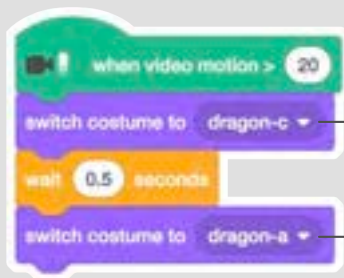 when video motion > 20
switch costume to dragon-c
wait 0.5 seconds
switch costume to dragon-a